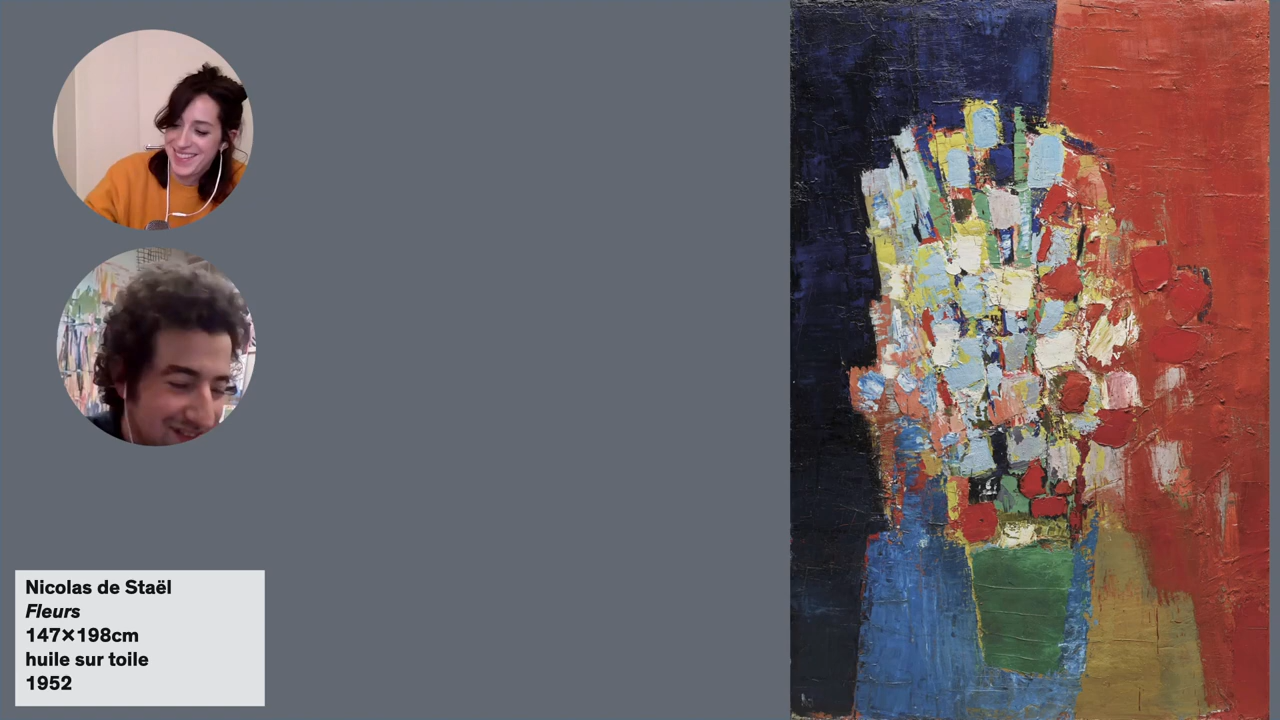 Nicolas de Staël
Fleurs
147×198cm
huile sur toile
1952